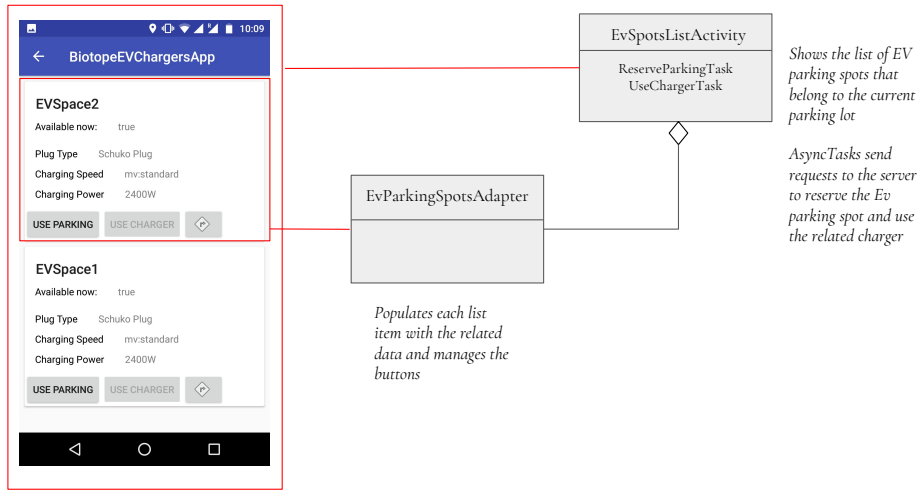 10:09
BiotopeEVChargersApp
EVSpace2
Available now: true
Plug Type Schuko Plug
Charging Speed mv:standard
Charging Power 2400W
USE PARKING USE CHARGER
EVSpace1
Available now: true
Plug Type Schuko Plug
Charging Speed mv:standard
Charging Power 2400W
USE PARKING USE CHARGER
EvParkingSpotsAdapter
Populates each list
item with the related
data and manages the
buttons
EvSpotsListActivity
ReserveParkingTask
UseChargerTask
Shows the list of EV
parking spots that
belong to the current
parking lot
AsyncTasks send
requests to the server
to reserve the Ev
parking spot and use
the related charger